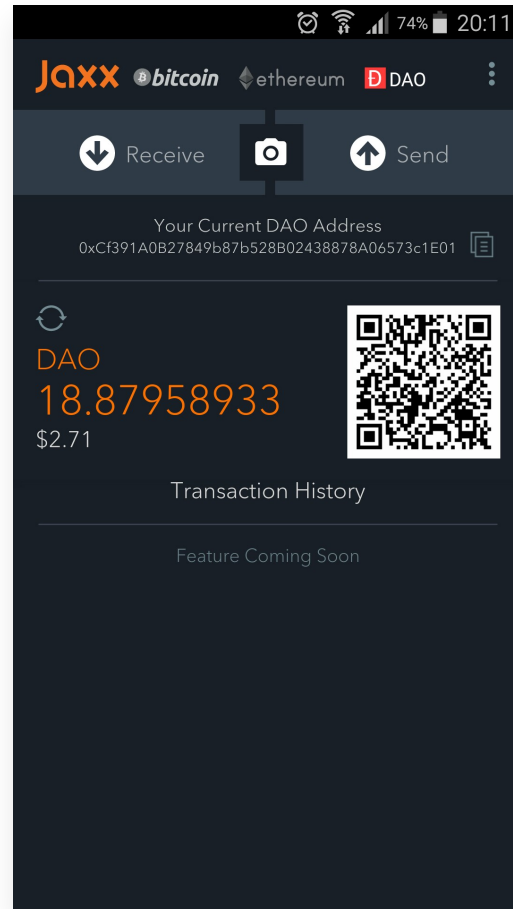 74% 20:11
Jaxx bitcoin ethereum Đ DAO
Receive Send
Your Current DAO Address
0xCf391A0B27849b87b528B02438878A06573c1E01
DAO
18.87958933
$2.71
Transaction History
Feature Coming Soon